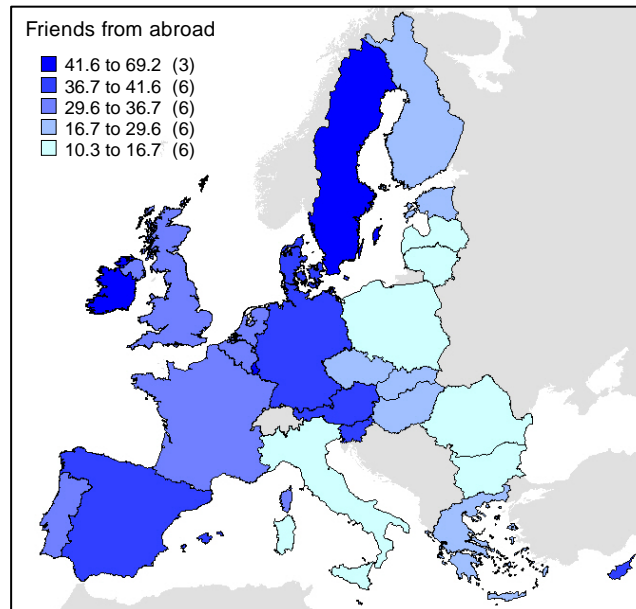 Friends from abroad
41.6 to 69.2 (3)
36.7 to 41.6 (6)
29.6 to 36.7 (6)
16.7 to 29.6 (6)
10.3 to 16.7 (6)